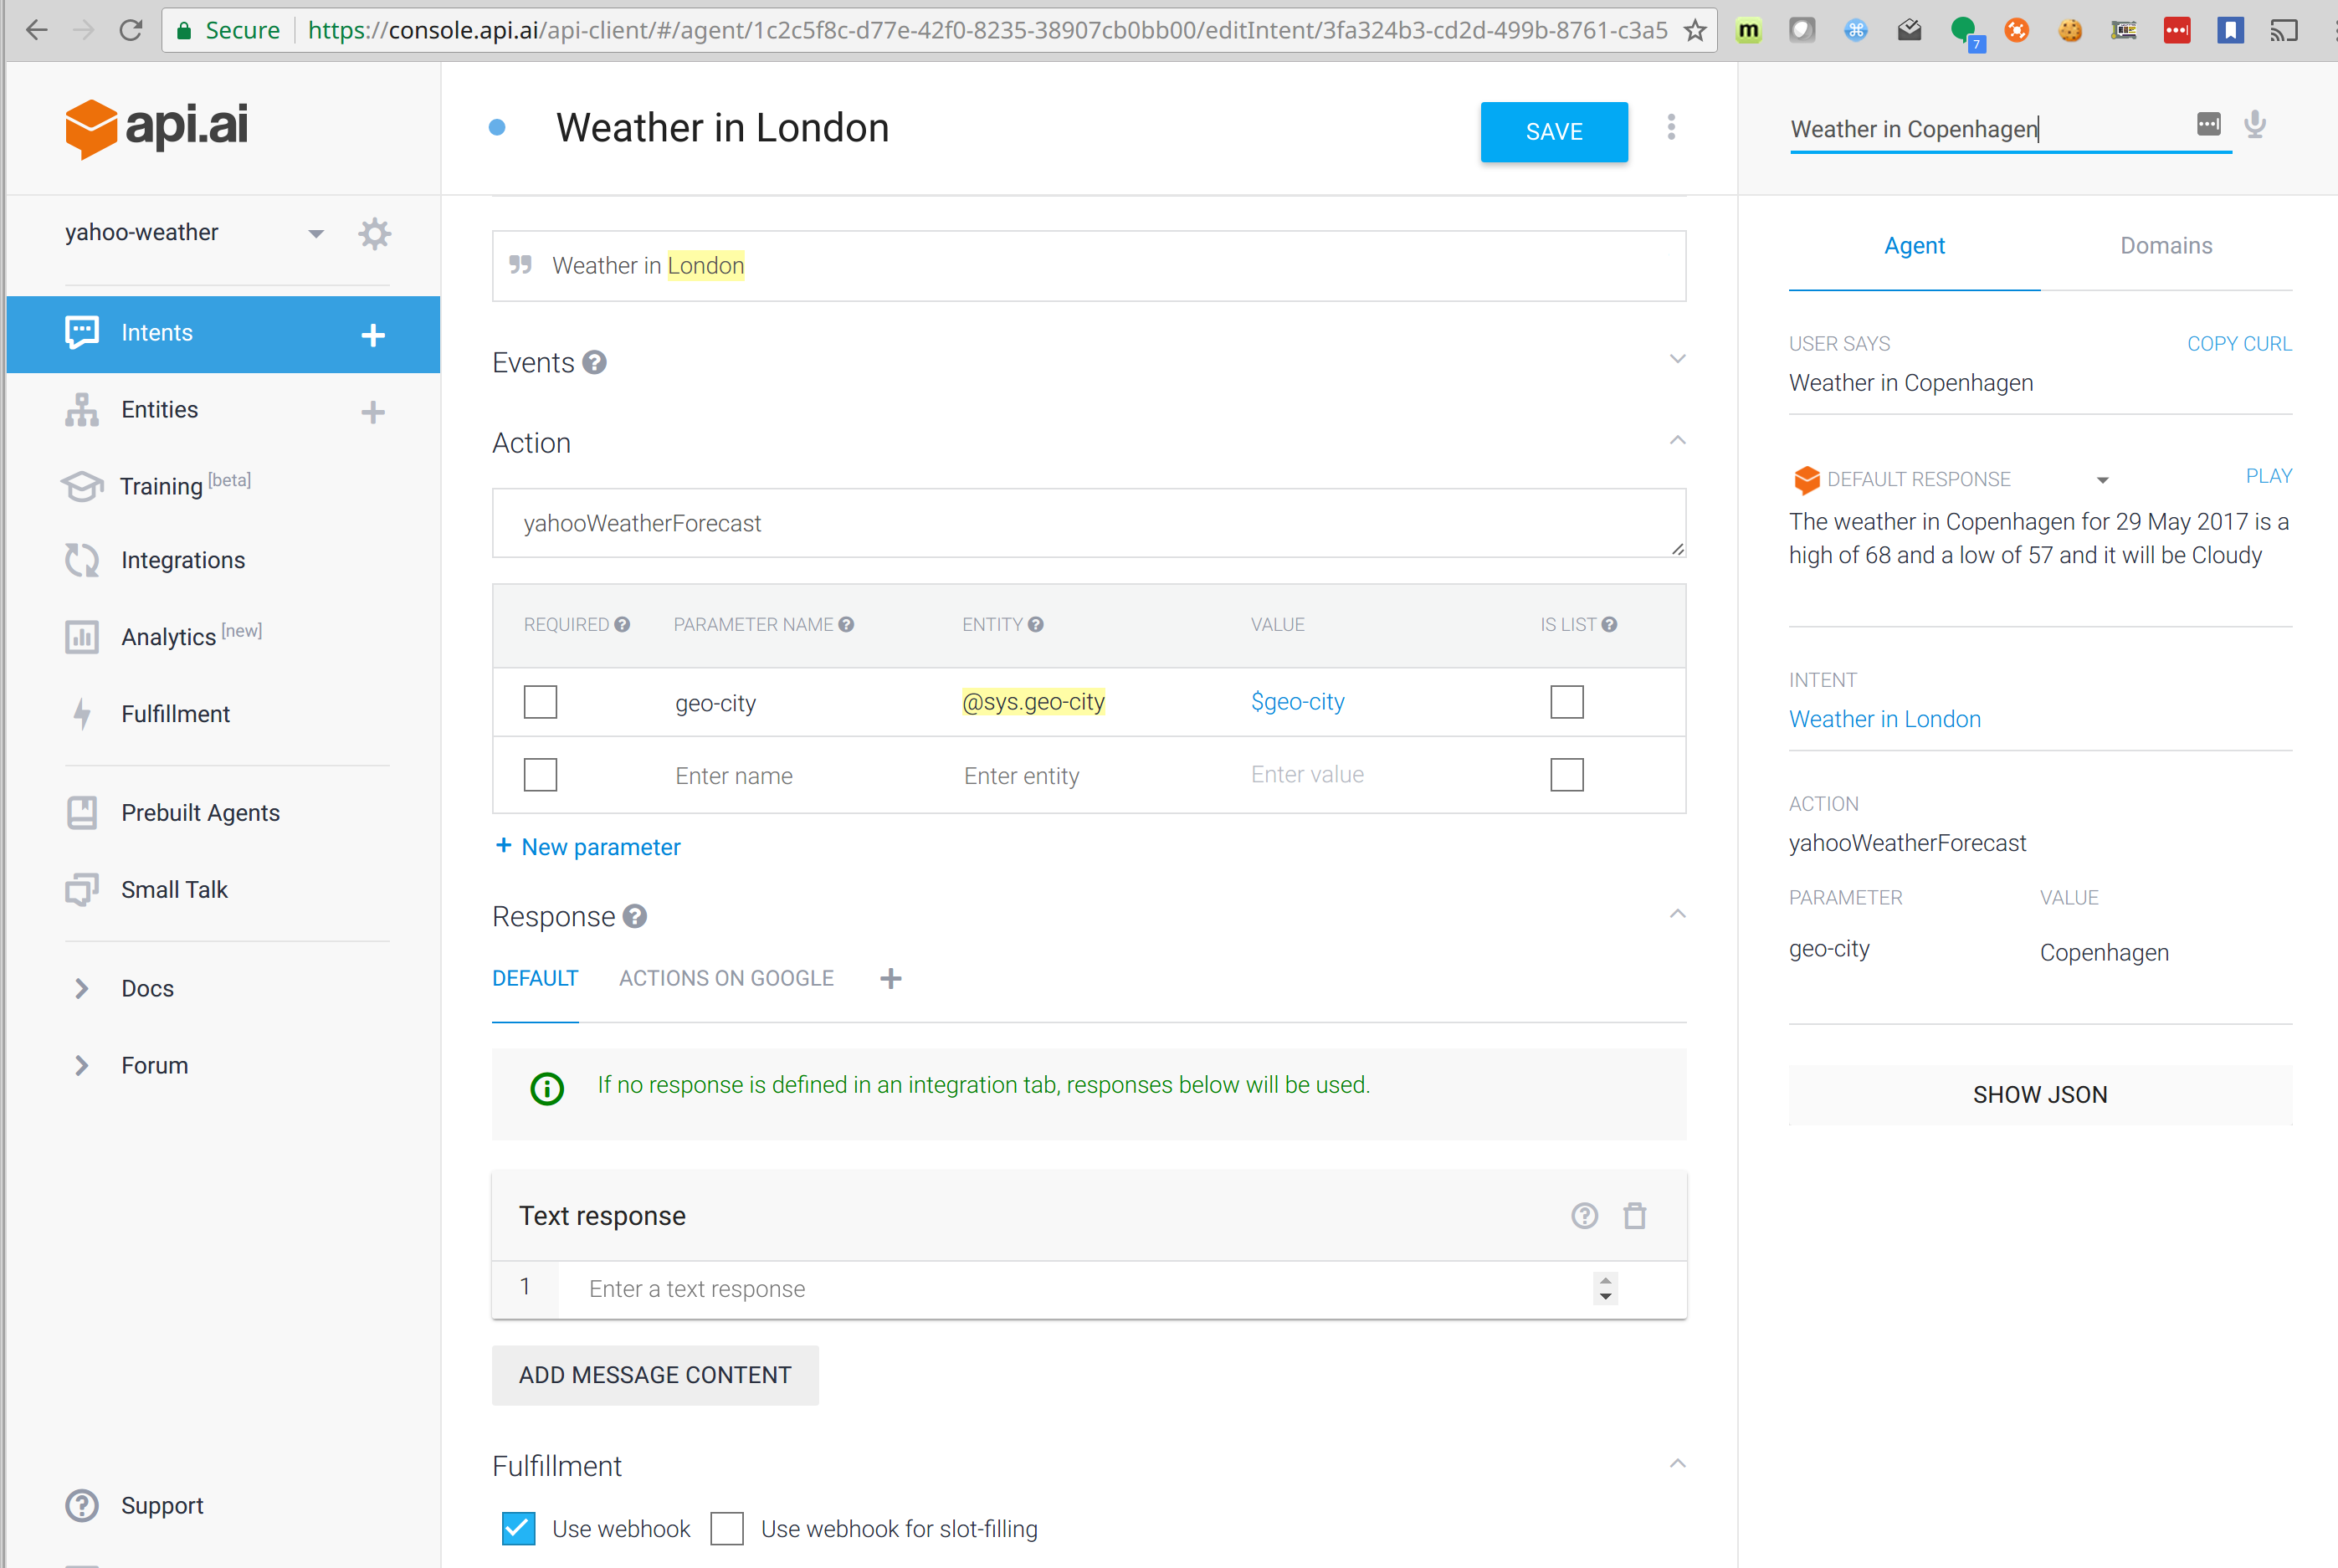 Secure https://console.api.ai/api-client/#/agent/1c2c5f8c-d77e-42f0-8235-38907cb0bb00/editIntent/3fa324b3-cd2d-499b-8761-c3a5
m
7
api.ai
Weather in London
SAVE
Weather in Copenhagen
yahoo-weather
Intents
Entities
Training [beta]
Integrations
Analytics [new]
Fulfillment
Prebuilt Agents
Small Talk
Docs
Forum
Support
Weather in London
Events
Action
yahooWeatherForecast
REQUIRED PARAMETER NAME ENTITY VALUE IS LIST
geo-city @sys.geo-city $geo-city
Enter name Enter entity Enter value
+ New parameter
Response
DEFAULT ACTIONS ON GOOGLE
If no response is defined in an integration tab, responses below will be used.
Text response
1 Enter a text response
ADD MESSAGE CONTENT
Fulfillment
Use webhook Use webhook for slot-filling
Agent Domains
USER SAYS COPY CURL
Weather in Copenhagen
DEFAULT RESPONSE PLAY
The weather in Copenhagen for 29 May 2017 is a
high of 68 and a low of 57 and it will be Cloudy
INTENT
Weather in London
ACTION
yahooWeatherForecast
PARAMETER VALUE
geo-city Copenhagen
SHOW JSON